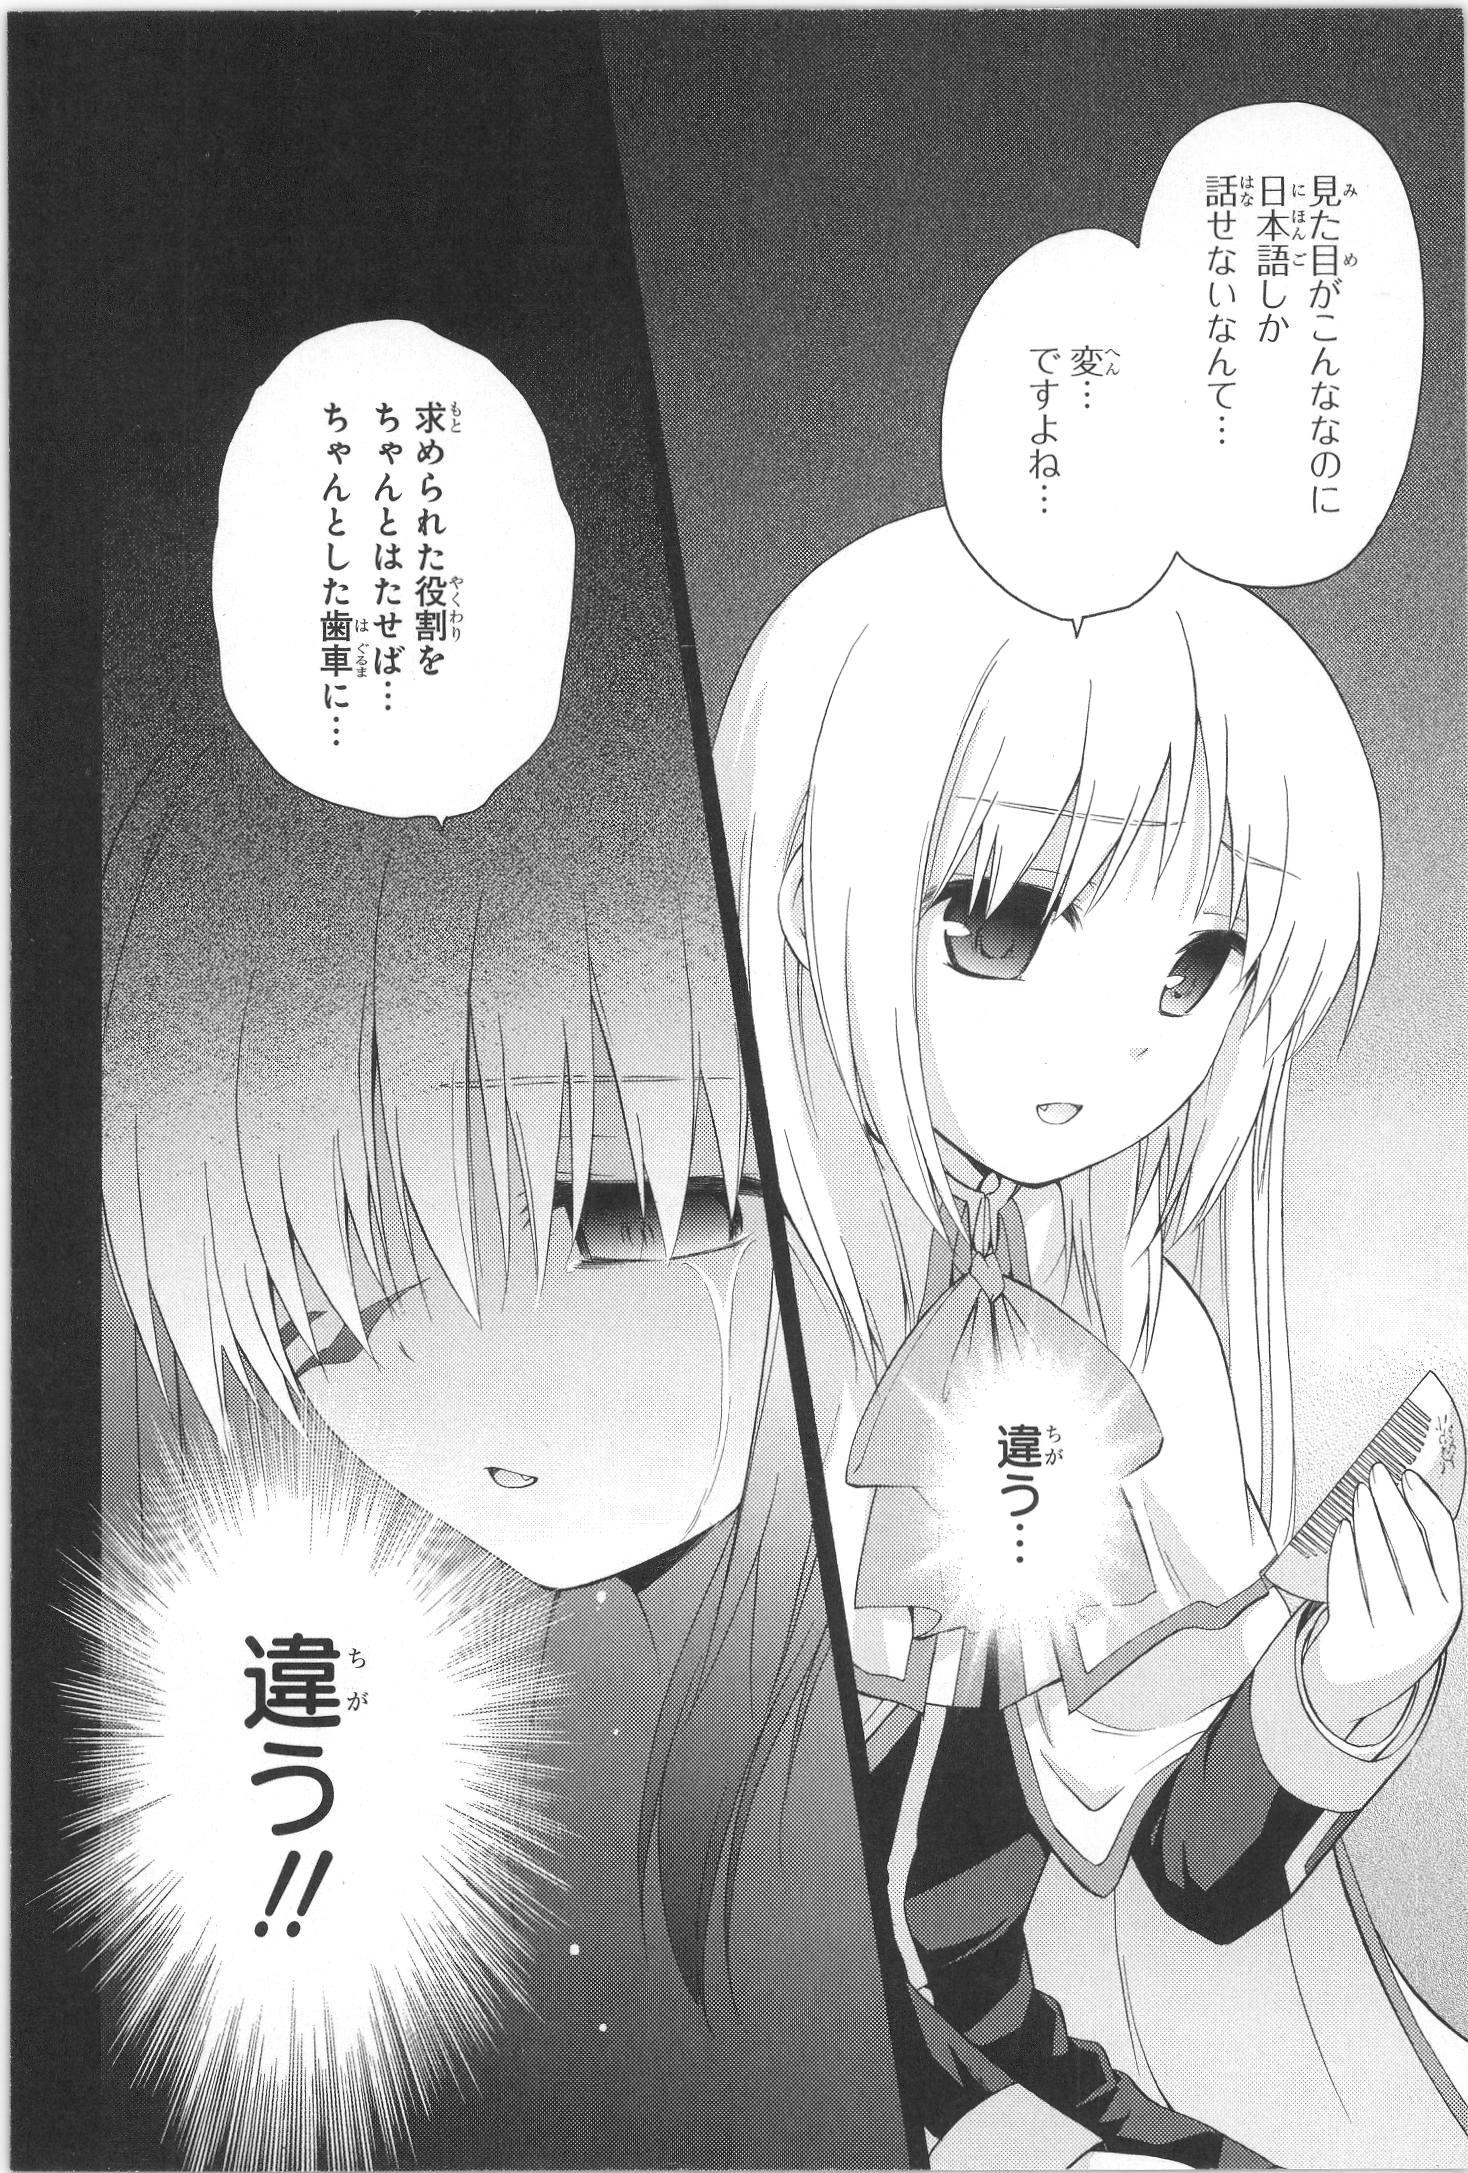 見た目がこんななのに
日本語しか
話せないなんて…
変…
ですよね…
違う…
求められた役割を
ちゃんとはたせば…
ちゃんとした歯車に…
違う!!